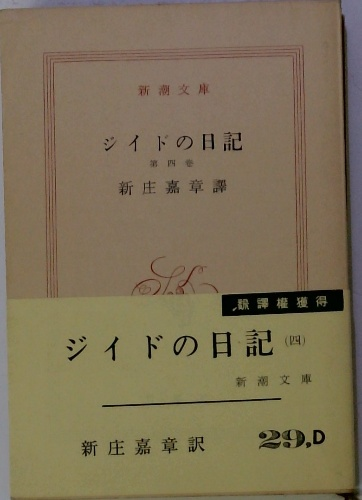 新潮文庫
ジイドの日記
第四巻
新庄嘉章譯
飜譯權獲得
ジイドの日記 (四)
新潮文庫
新庄嘉章訳
29,D